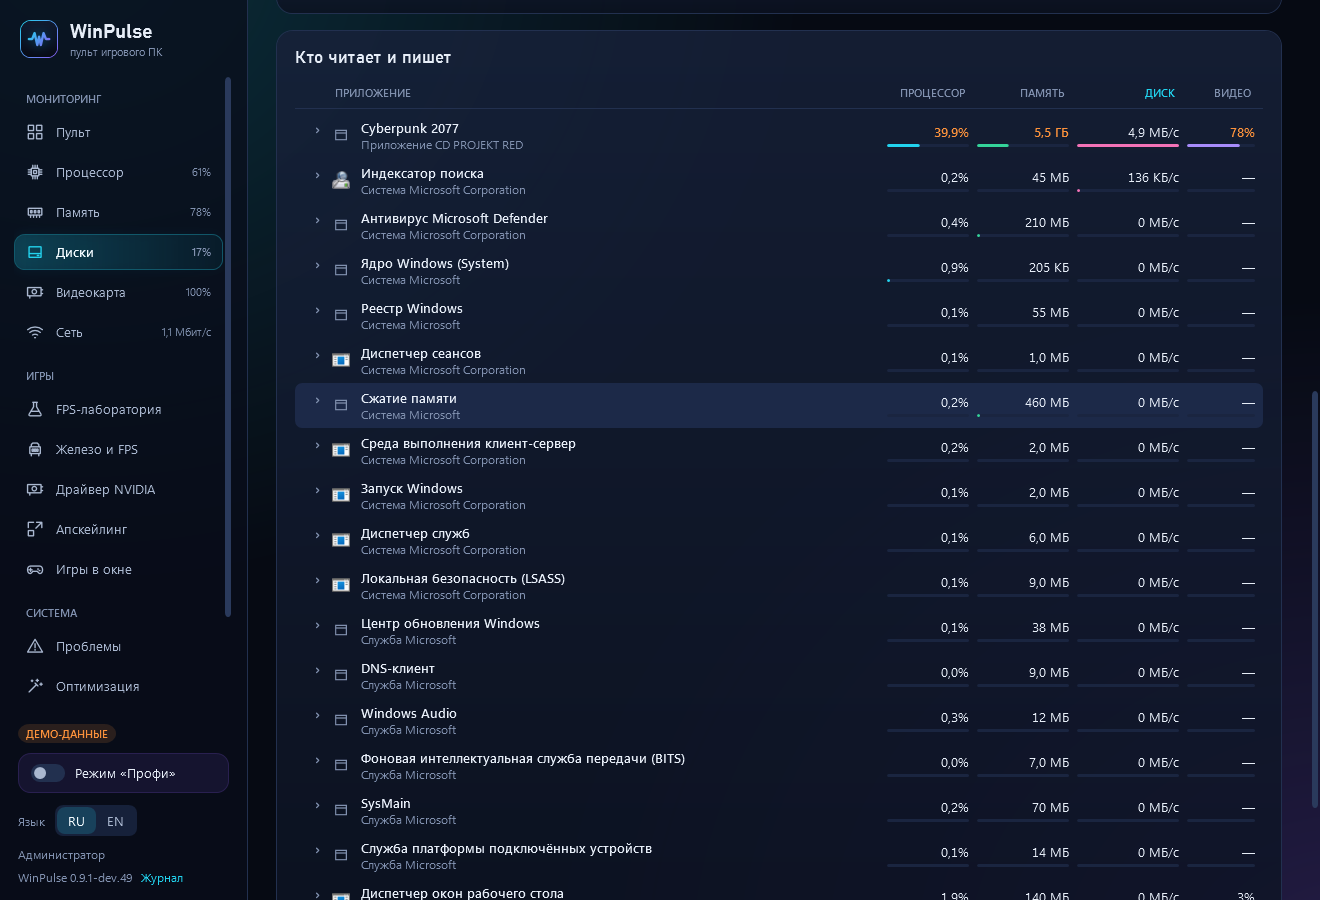 WinPulse
пульт игрового ПК
МОНИТОРИНГ
Пульт
Процессор 61%
Память 78%
Диски 17%
Видеокарта 100%
Сеть 1,1 Мбит/с
ИГРЫ
FPS-лаборатория
Железо и FPS
Драйвер NVIDIA
Апскейлинг
Игры в окне
СИСТЕМА
Проблемы
Оптимизация
ДЕМО-ДАННЫЕ
Режим «Профи»
Язык RU EN
Администратор
WinPulse 0.9.1-dev.49 Журнал
Кто читает и пишет
ПРИЛОЖЕНИЕ ПРОЦЕССОР ПАМЯТЬ ДИСК ВИДЕО
Cyberpunk 2077 39,9% 5,5 ГБ 4,9 МБ/с 78%
Приложение CD PROJEKT RED
Индексатор поиска 0,2% 45 МБ 136 КБ/с —
Система Microsoft Corporation
Антивирус Microsoft Defender 0,4% 210 МБ 0 МБ/с —
Система Microsoft Corporation
Ядро Windows (System) 0,9% 205 КБ 0 МБ/с —
Система Microsoft Corporation
Реестр Windows 0,1% 55 МБ 0 МБ/с —
Система Microsoft
Диспетчер сеансов 0,1% 1,0 МБ 0 МБ/с —
Система Microsoft Corporation
Сжатие памяти 0,2% 460 МБ 0 МБ/с —
Система Microsoft
Среда выполнения клиент-сервер 0,2% 2,0 МБ 0 МБ/с —
Система Microsoft Corporation
Запуск Windows 0,1% 2,0 МБ 0 МБ/с —
Система Microsoft Corporation
Диспетчер служб 0,1% 6,0 МБ 0 МБ/с —
Система Microsoft Corporation
Локальная безопасность (LSASS) 0,1% 9,0 МБ 0 МБ/с —
Система Microsoft Corporation
Центр обновления Windows 0,1% 38 МБ 0 МБ/с —
Служба Microsoft
DNS-клиент 0,0% 9,0 МБ 0 МБ/с —
Служба Microsoft
Windows Audio 0,3% 12 МБ 0 МБ/с —
Служба Microsoft
Фоновая интеллектуальная служба передачи (BITS) 0,0% 7,0 МБ 0 МБ/с —
Служба Microsoft
SysMain 0,2% 70 МБ 0 МБ/с —
Служба Microsoft
Служба платформы подключённых устройств 0,1% 14 МБ 0 МБ/с —
Служба Microsoft
Диспетчер окон рабочего стола 1,9% 140 МБ 0 МБ/с 3%